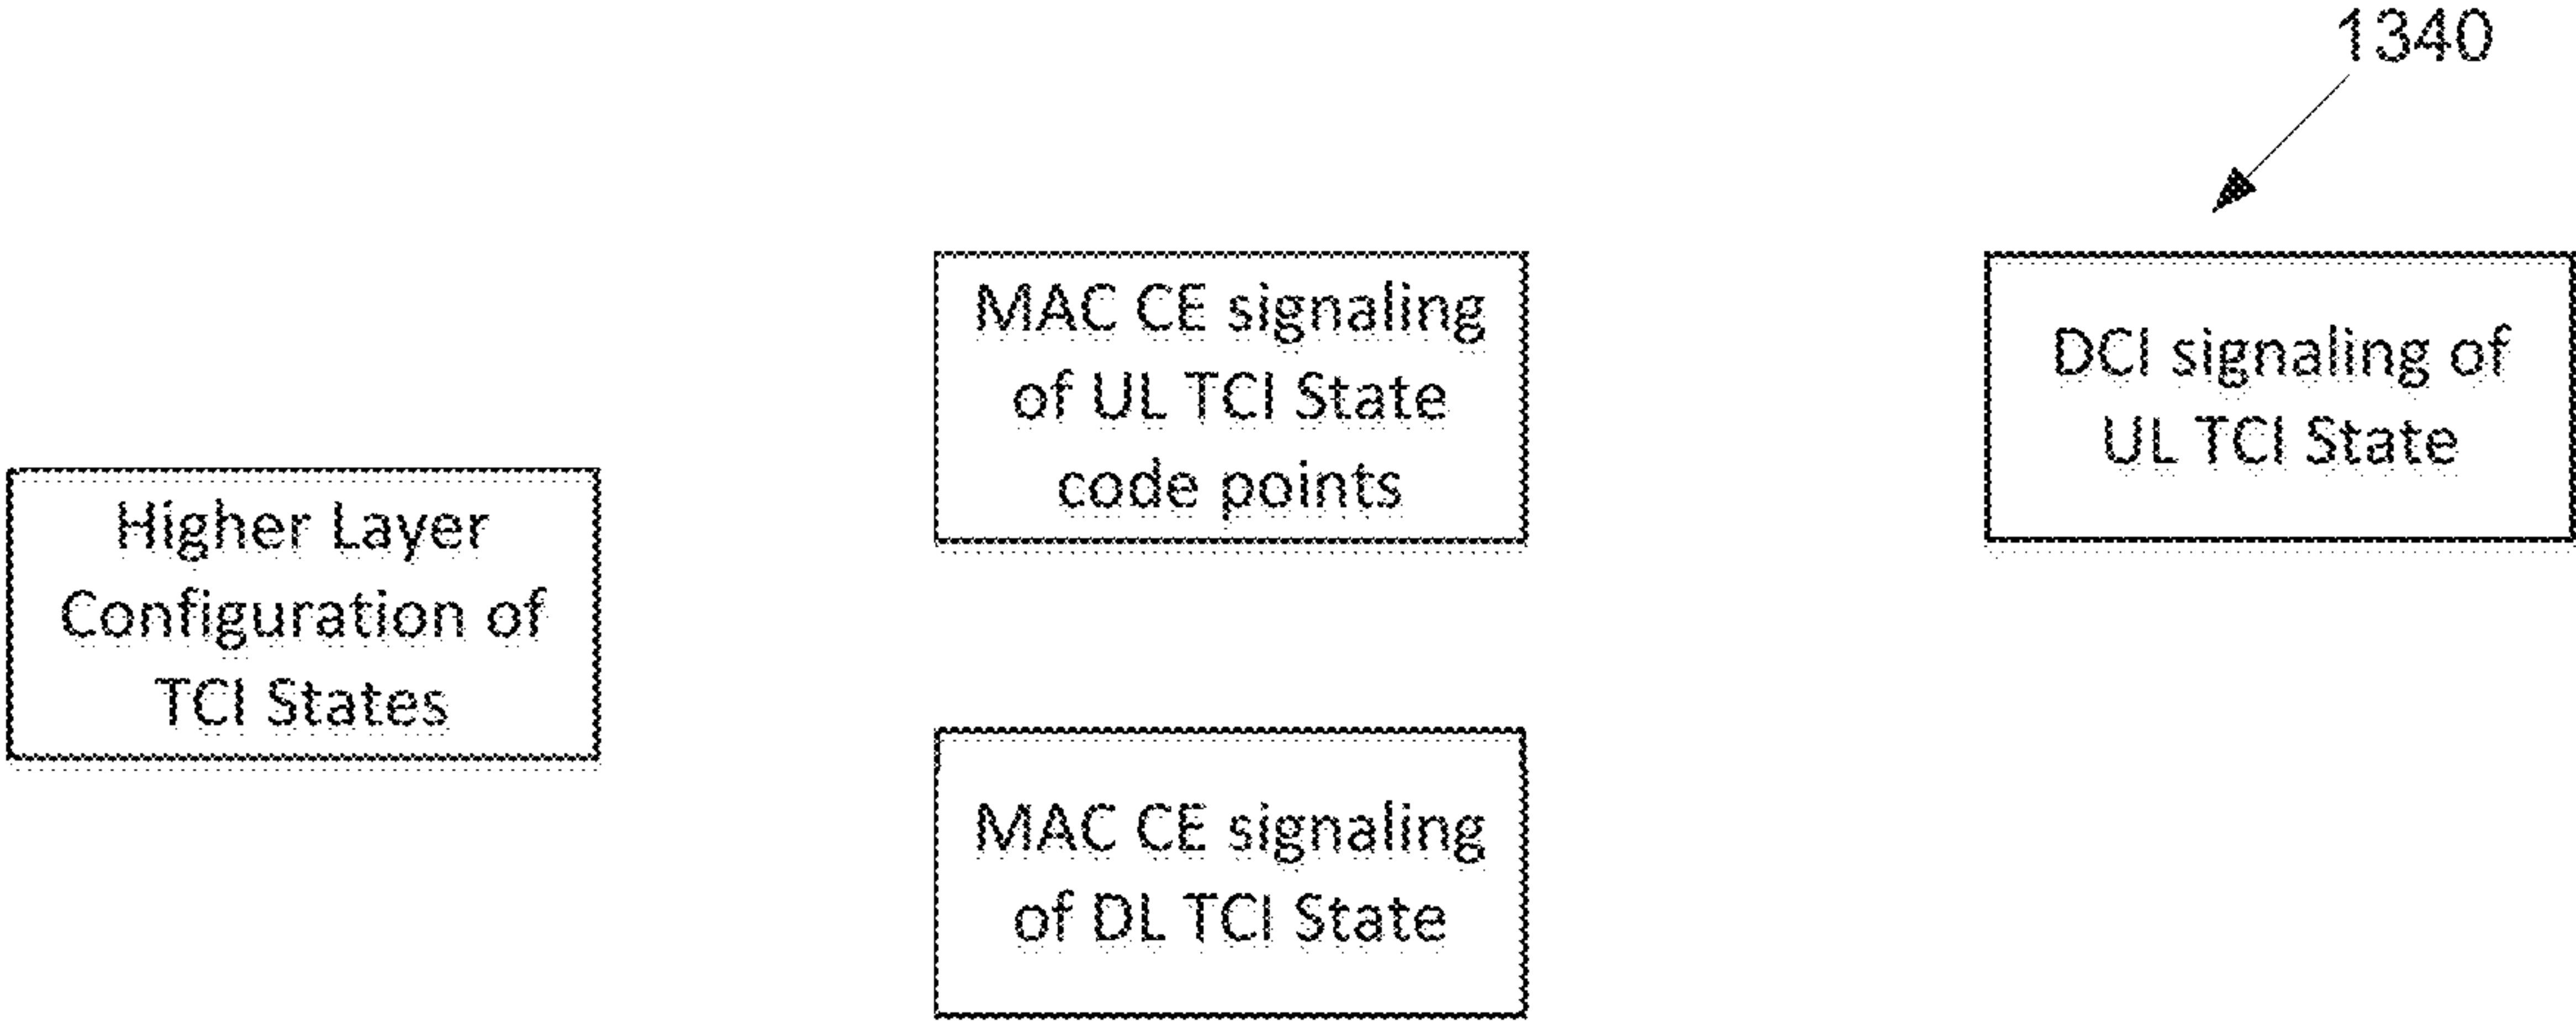 1340
MAC CE signaling
of UL TCI State
code points
DCI signaling of
UL TCI State
Higher Layer
Configuration of
TCI States
MAC CE signaling
of DL TCI State